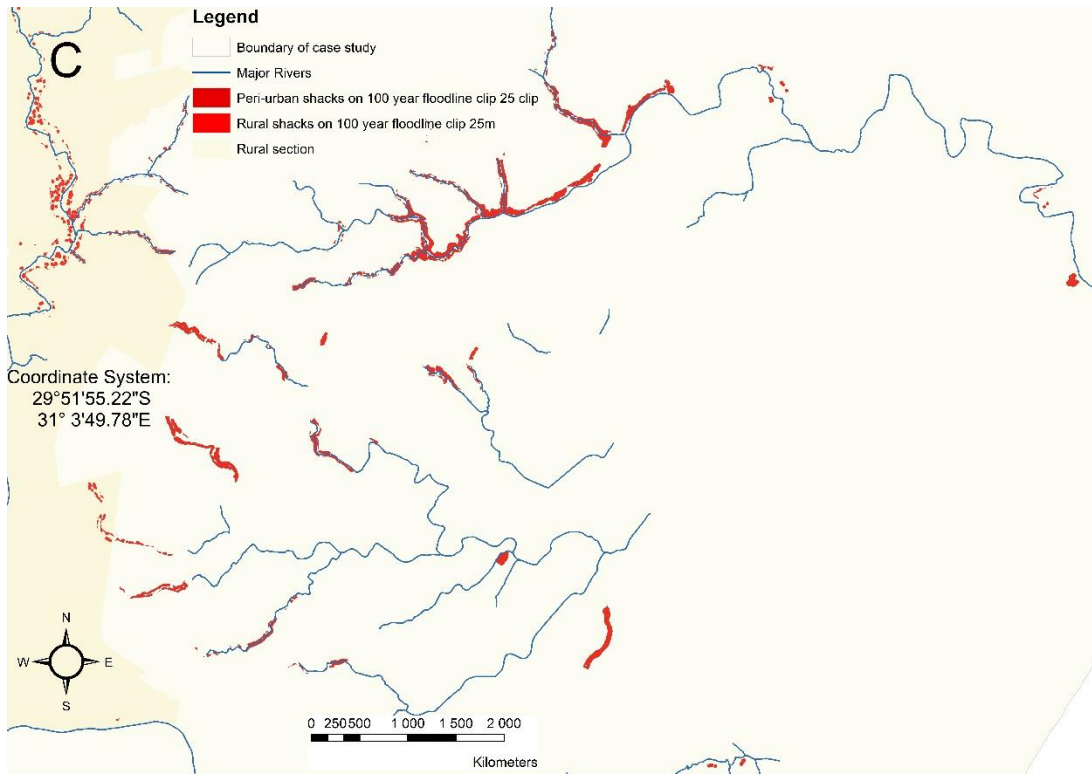 Legend
C
Boundary of case study
Major Rivers
Peri-urban shacks on 100 year floodline clip 25 clip
Rural shacks on 100 year floodline clip 25m
Rural section
Coordinate System:
29°51'55.22"S
31° 3'49.78"E
N
W E
S
0 250500 1 000 1 500 2 000
Kilometers